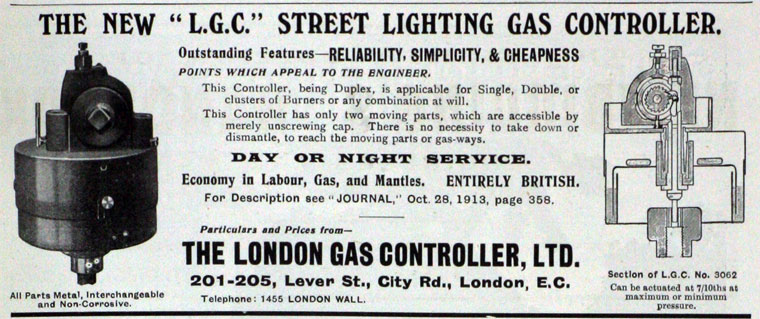 THE NEW "L.G.C." STREET LIGHTING GAS CONTROLLER.
Outstanding Features—RELIABILITY, SIMPLICITY, & CHEAPNESS
POINTS WHICH APPEAL TO THE ENGINEER.
This Controller, being Duplex, is applicable for Single, Double, or
clusters of Burners or any combination at will.
This Controller has only two moving parts, which are accessible by
merely unscrewing cap. There is no necessity to take down or
dismantle, to reach the moving parts or gas-ways.
DAY OR NIGHT SERVICE.
Economy in Labour, Gas, and Mantles. ENTIRELY BRITISH.
For Description see "JOURNAL," Oct. 28, 1913, page 358.
Particulars and Prices from—
THE LONDON GAS CONTROLLER, LTD.
201-205, Lever St., City Rd., London, E.C.
Telephone: 1455 LONDON WALL.
All Parts Metal, Interchangeable
and Non-Corrosive.
Section of L.G.C. No. 3062
Can be actuated at 7/10ths at
maximum or minimum
pressure.